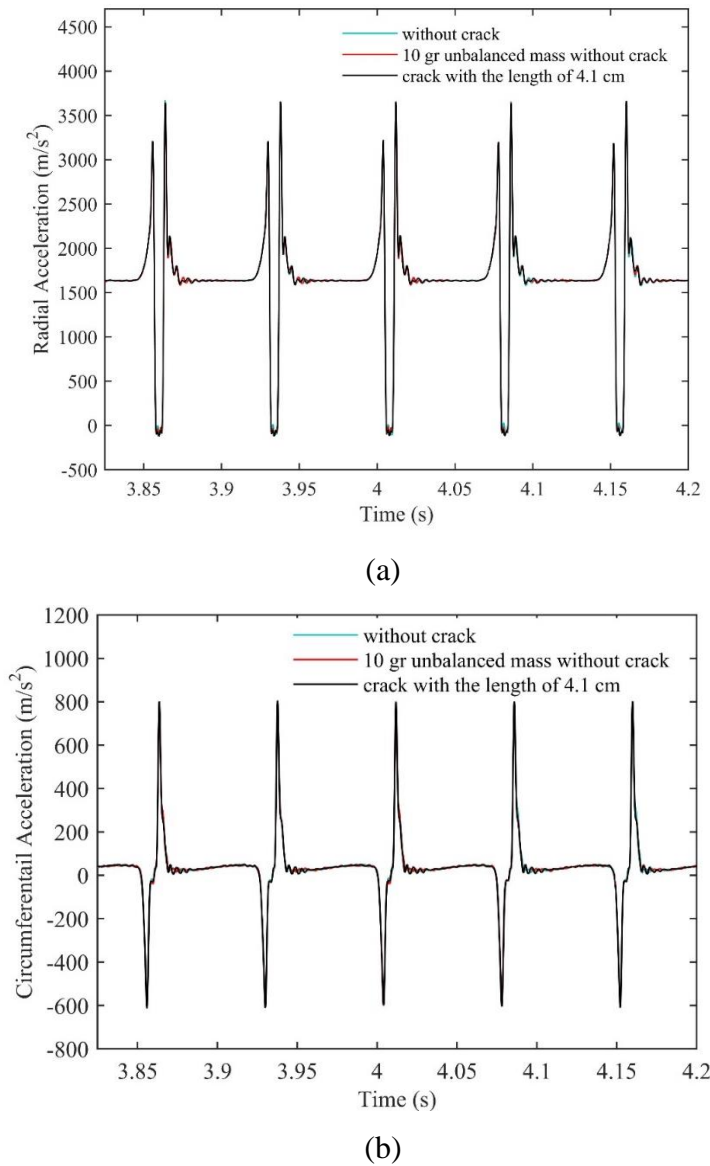 4500
4000
3500
3000
2500
2000
1500
1000
500
0
-500
Radial Acceleration (m/s²)
without crack
10 gr unbalanced mass without crack
crack with the length of 4.1 cm
3.85 3.9 3.95 4 4.05 4.1 4.15 4.2
Time (s)
(a)
1200
1000
800
600
400
200
0
-200
-400
-600
-800
Circumferentail Acceleration (m/s²)
without crack
10 gr unbalanced mass without crack
crack with the length of 4.1 cm
3.85 3.9 3.95 4 4.05 4.1 4.15 4.2
Time (s)
(b)